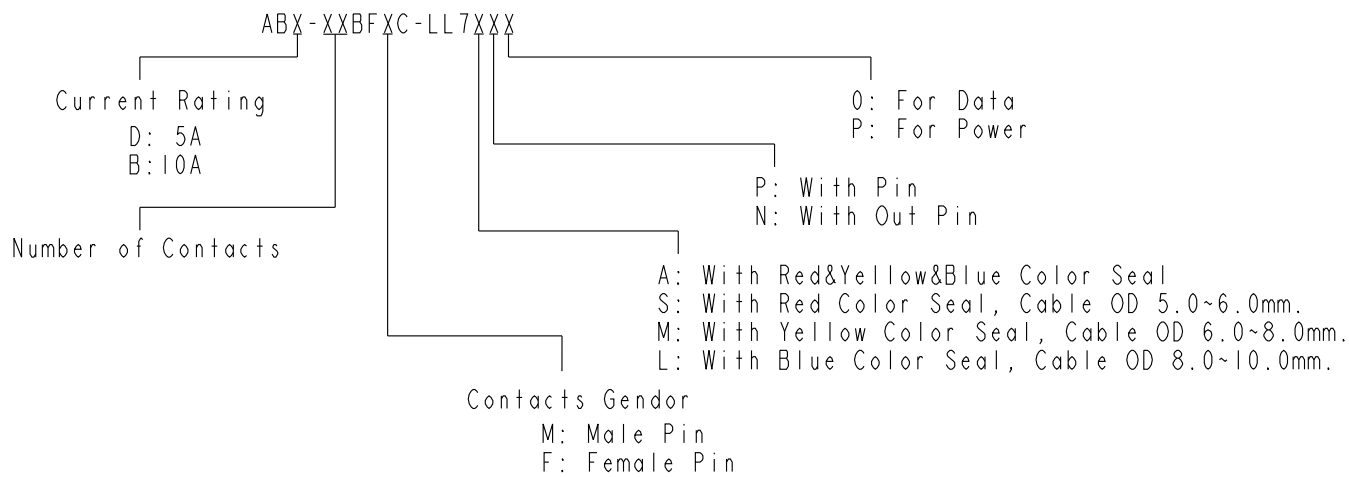 ABX-XXBFXC-LL7XXX
Current Rating
D: 5A
B:10A
Number of Contacts
0: For Data
P: For Power
P: With Pin
N: With Out Pin
A: With Red&Yellow&Blue Color Seal
S: With Red Color Seal, Cable OD 5.0~6.0mm.
M: With Yellow Color Seal, Cable OD 6.0~8.0mm.
L: With Blue Color Seal, Cable OD 8.0~10.0mm.
Contacts Gendor
M: Male Pin
F: Female Pin